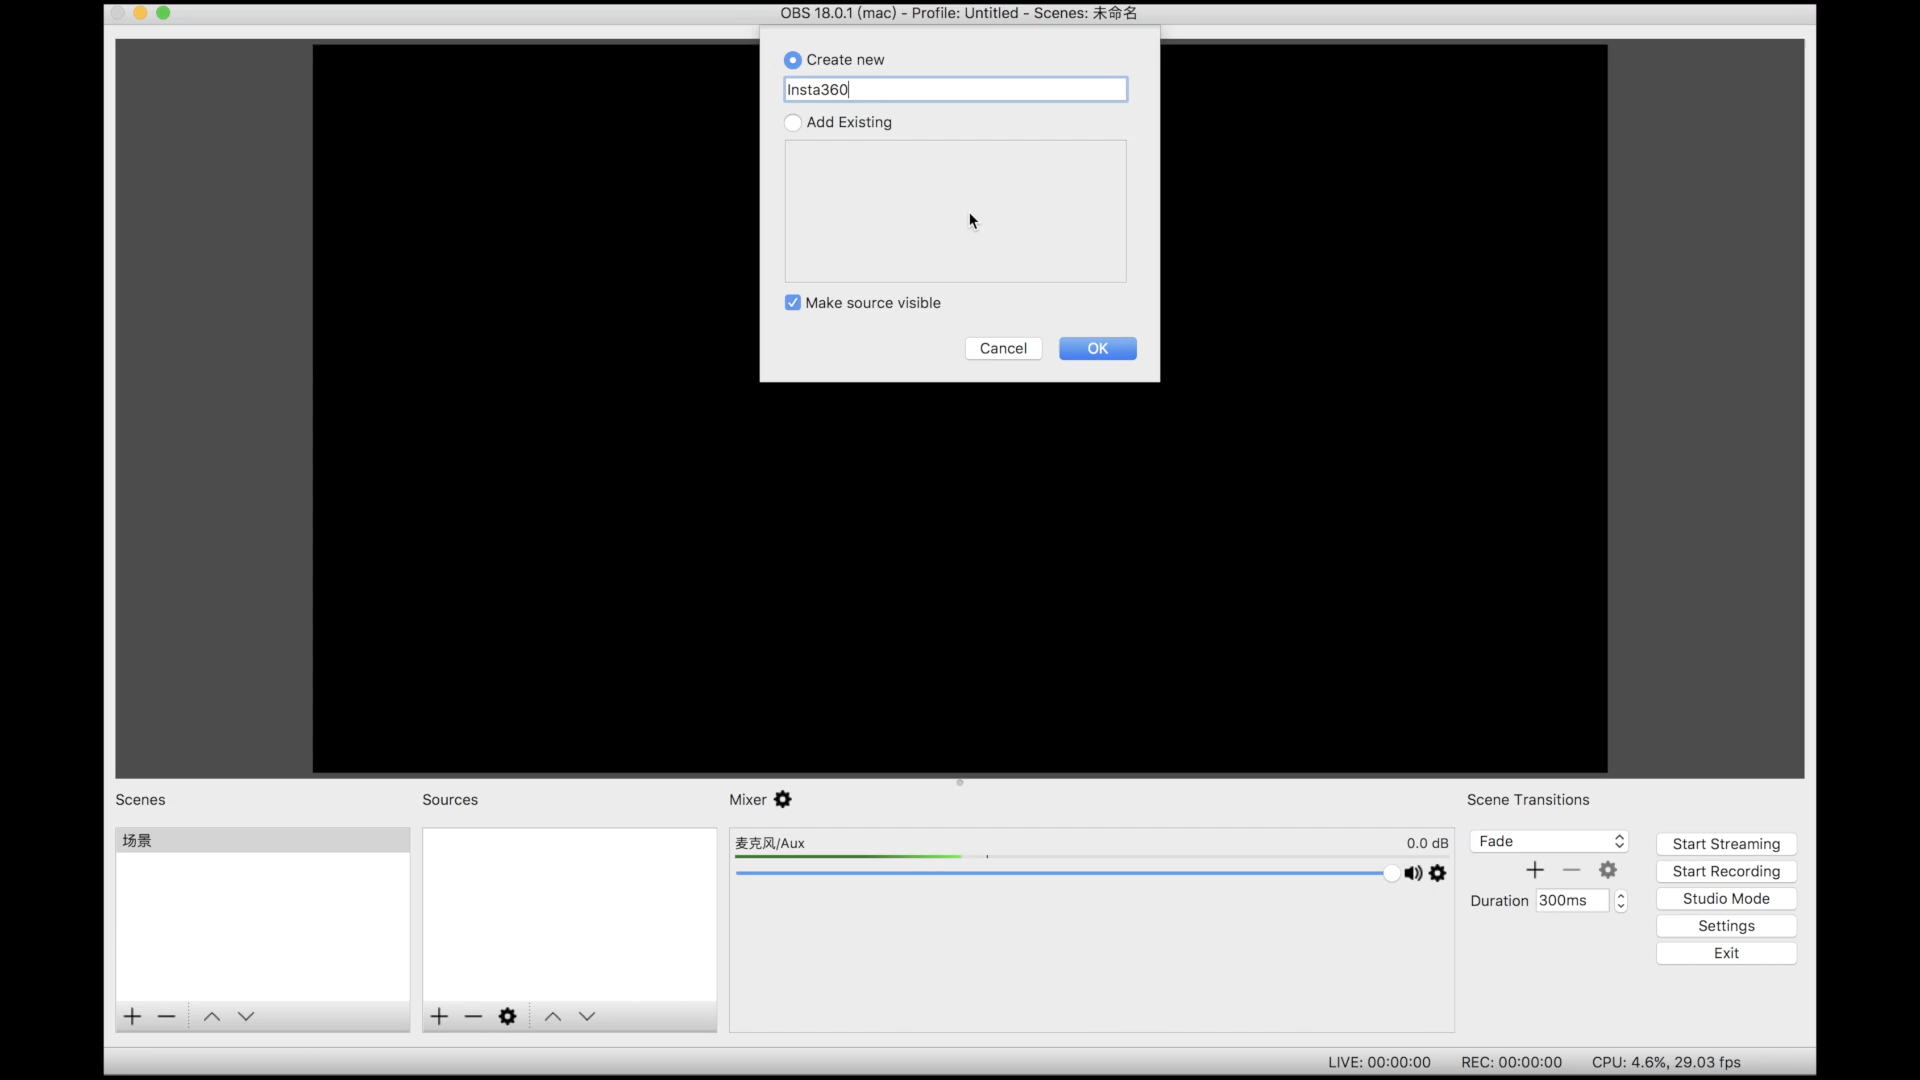 OBS 18.0.1 (mac) - Profile: Untitled - Scenes: 未命名
Create new
Insta360
Add Existing
Make source visible
Cancel
OK
Scenes
Sources
Mixer
Scene Transitions
场景
麦克风/Aux
0.0 dB
Fade
Duration
300ms
Start Streaming
Start Recording
Studio Mode
Settings
Exit
LIVE: 00:00:00
REC: 00:00:00
CPU: 4.6%, 29.03 fps